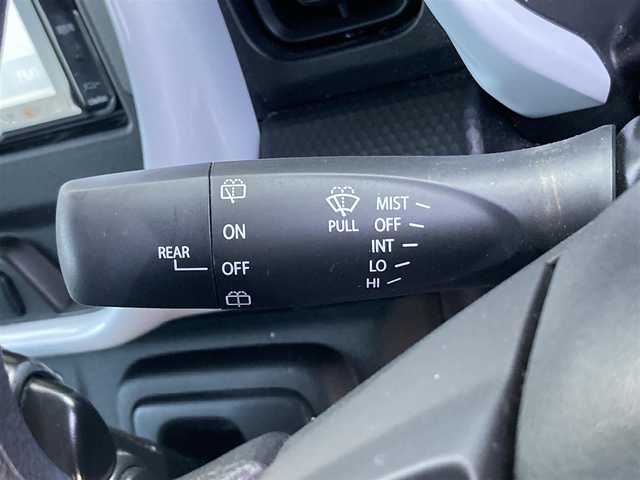 REAR
ON
OFF
PULL
MIST
OFF
INT
LO
HI